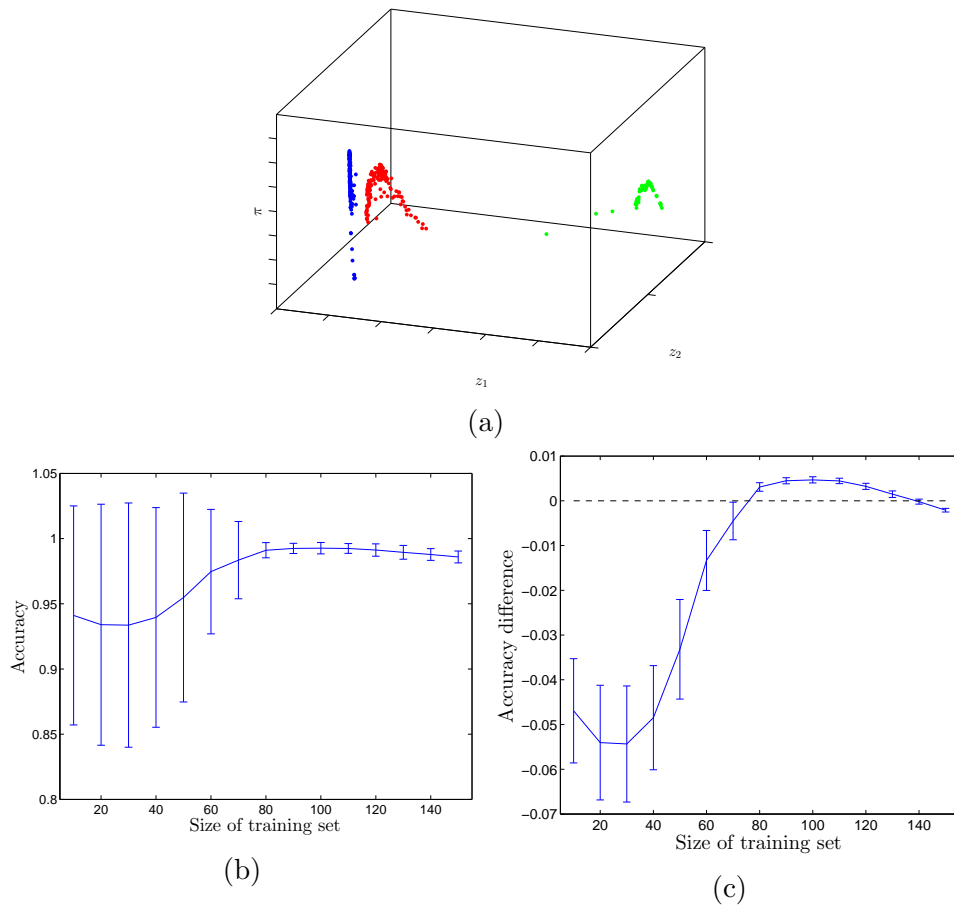 π
z₂
z₁
(a)
1.05
1
0.95
0.9
0.85
0.8
Accuracy
20 40 60 80 100 120 140
Size of training set
(b)
0.01
0
−0.01
−0.02
−0.03
−0.04
−0.05
−0.06
−0.07
Accuracy difference
20 40 60 80 100 120 140
Size of training set
(c)